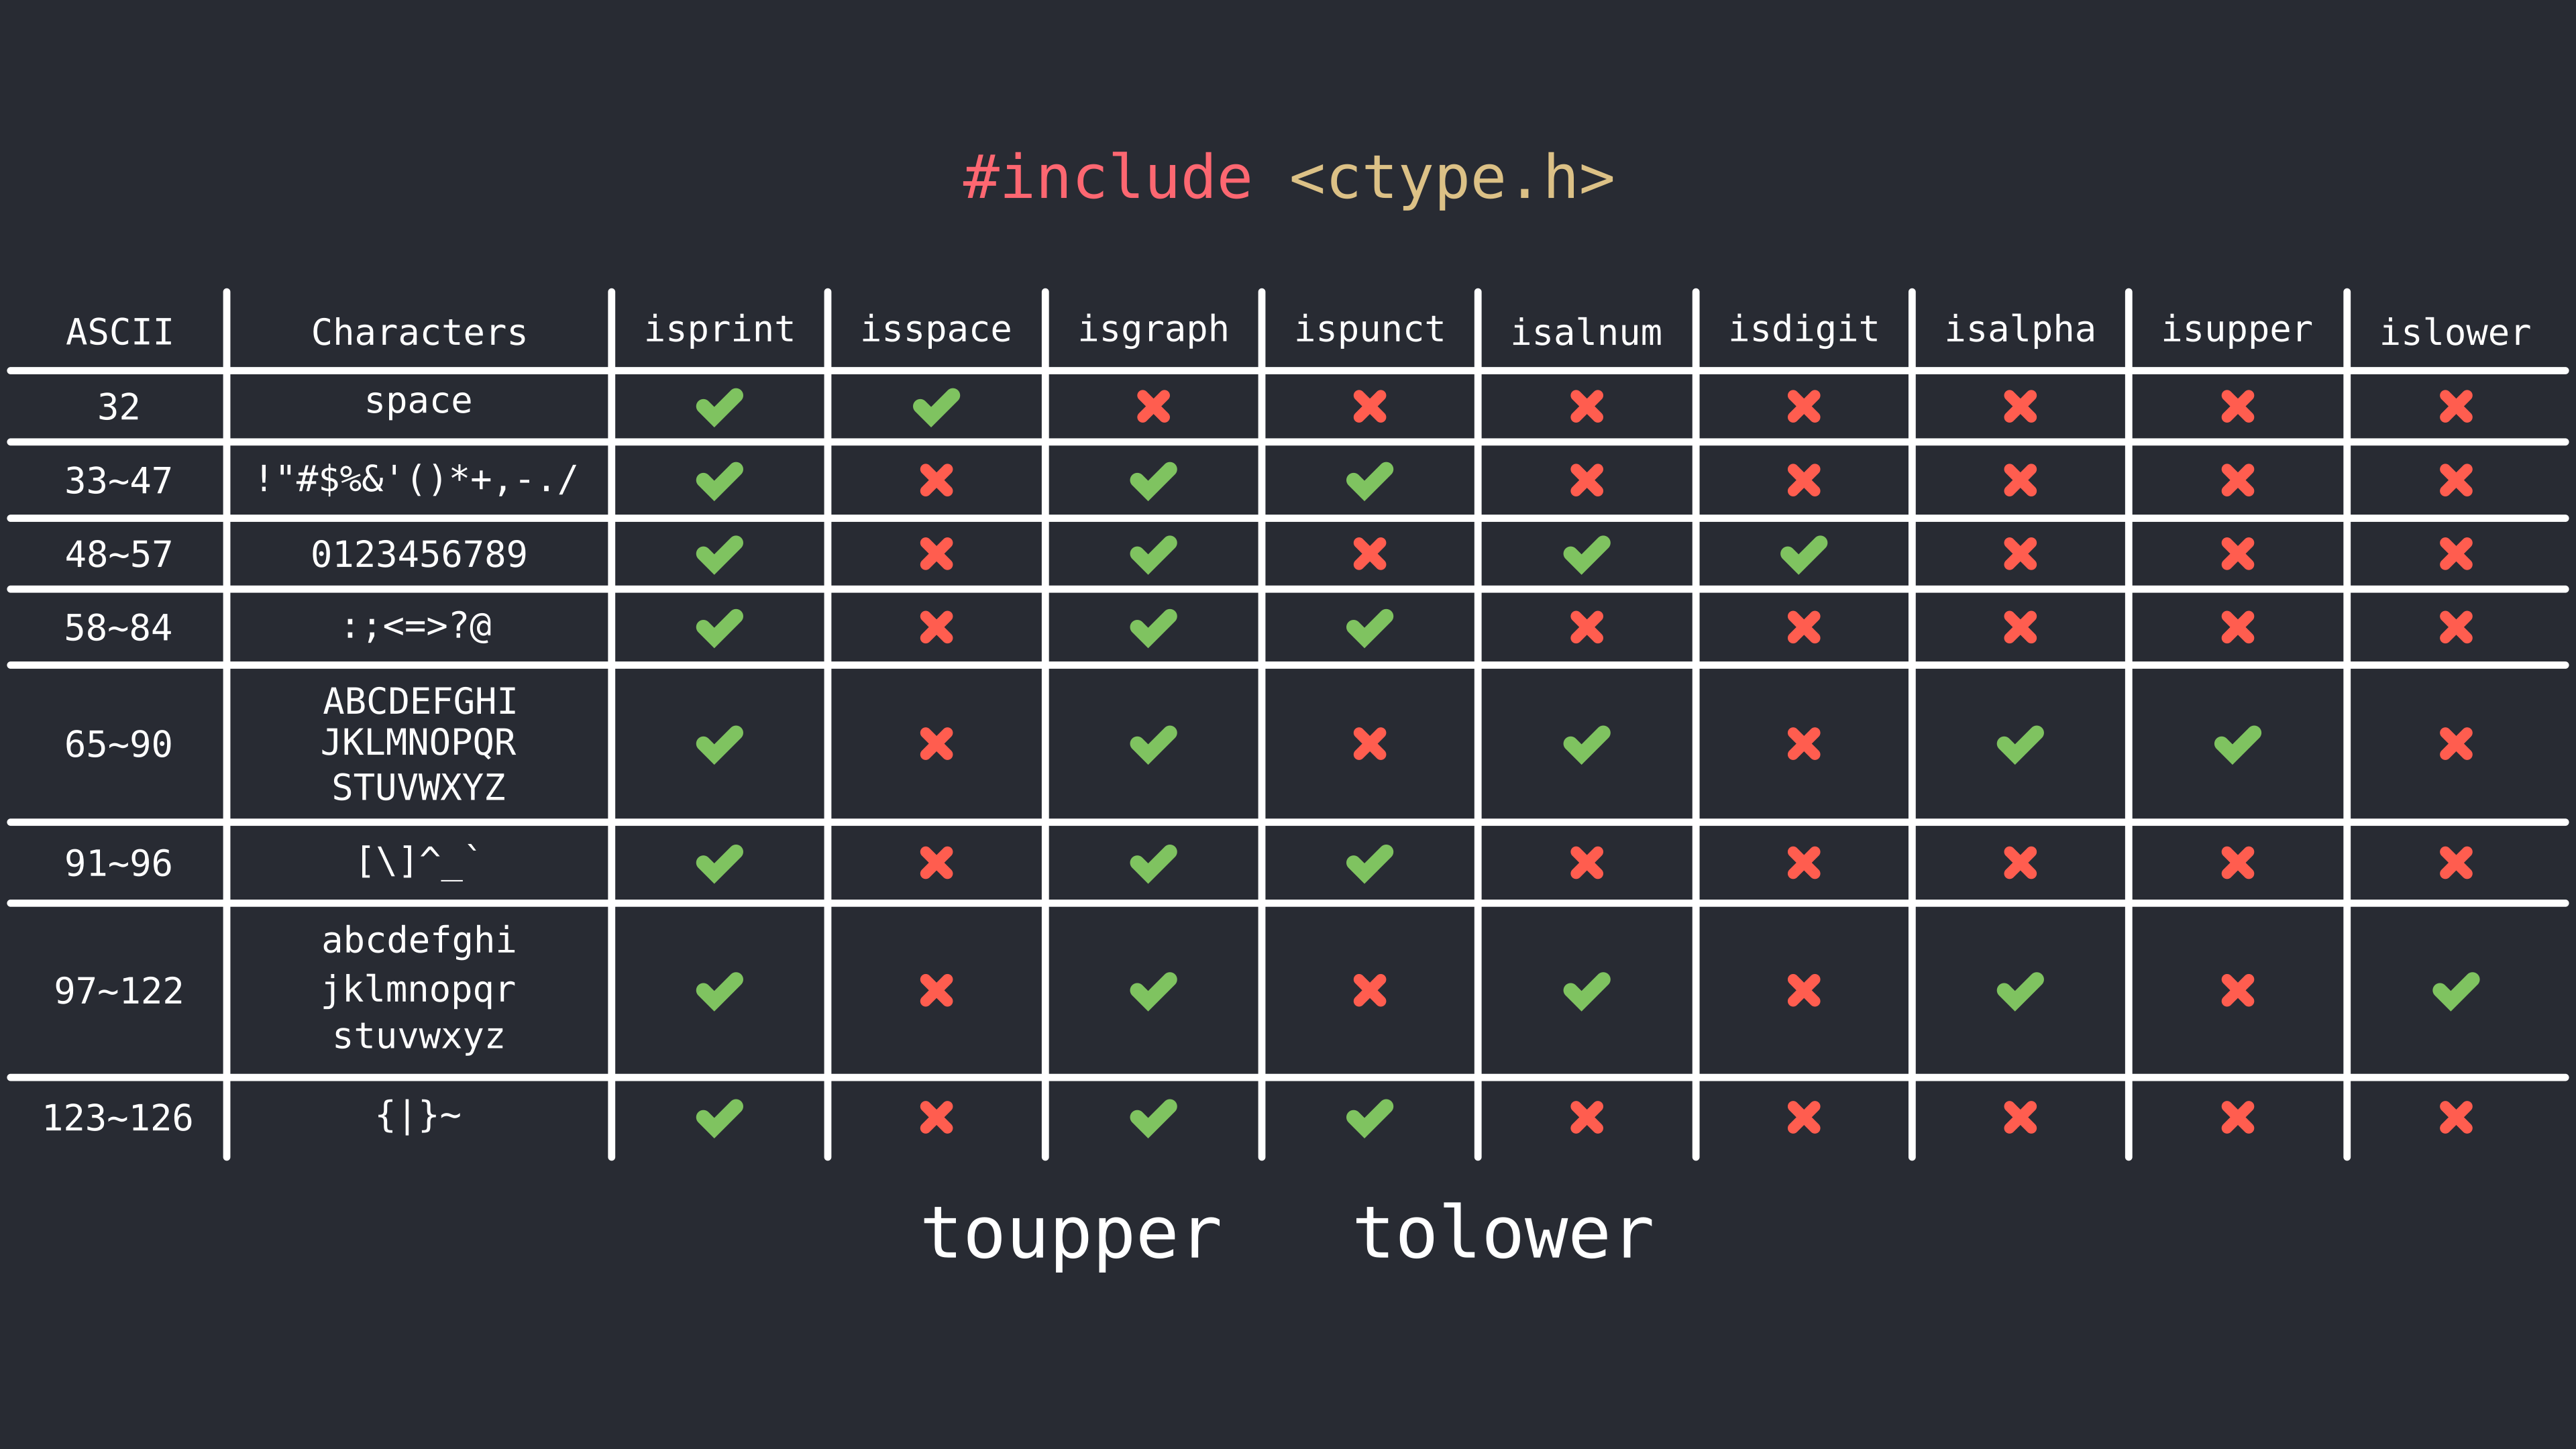 #include <ctype.h>
ASCII Characters isprint isspace isgraph ispunct isalnum isdigit isalpha isupper islower
32 space
33~47 !"#$%&'()*+,-./
48~57 0123456789
58~84 :;<=>?@
65~90 ABCDEFGHI
JKLMNOPQR
STUVWXYZ
91~96 [\]^_`
97~122 abcdefghi
jklmnopqr
stuvwxyz
123~126 {|}~
toupper tolower